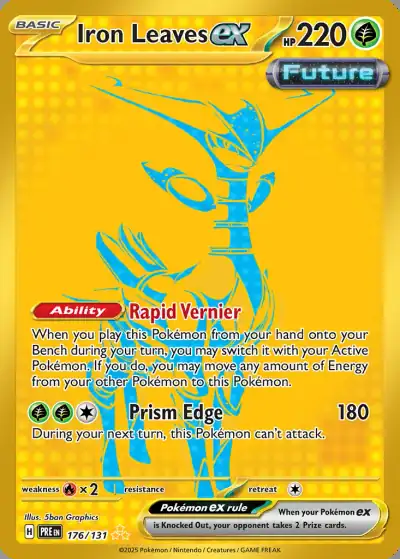 BASIC Iron Leaves ex HP 220
Future
Ability Rapid Vernier
When you play this Pokémon from your hand onto your
Bench during your turn, you may switch it with your Active
Pokémon. If you do, you may move any amount of Energy
from your other Pokémon to this Pokémon.
Prism Edge 180
During your next turn, this Pokémon can't attack.
weakness ×2 resistance retreat
Illus. 5ban Graphics
Pokémon ex rule When your Pokémon ex
is Knocked Out, your opponent takes 2 Prize cards.
H PRE EN 176/131
©2025 Pokémon / Nintendo / Creatures / GAME FREAK